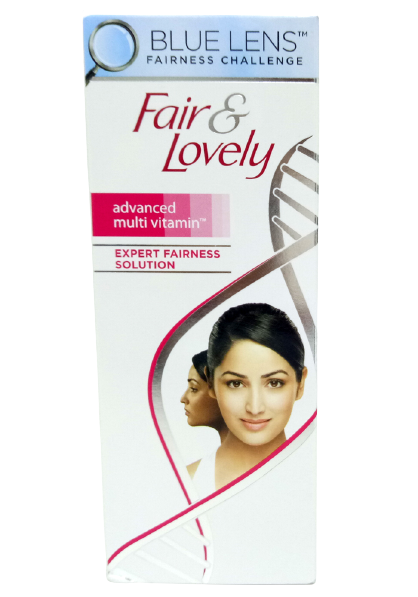 BLUE LENS™
FAIRNESS CHALLENGE
Fair &
Lovely
advanced
multi vitamin™
EXPERT FAIRNESS
SOLUTION